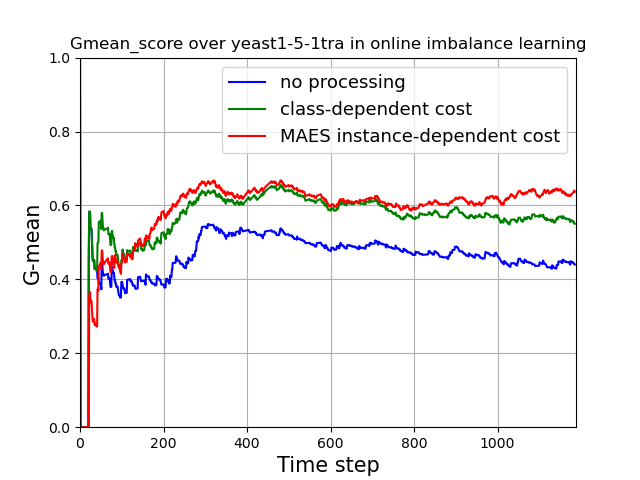 Gmean_score over yeast1-5-1tra in online imbalance learning
1.0
0.8
0.6
0.4
0.2
0.0
G-mean
no processing
class-dependent cost
MAES instance-dependent cost
0 200 400 600 800 1000
Time step